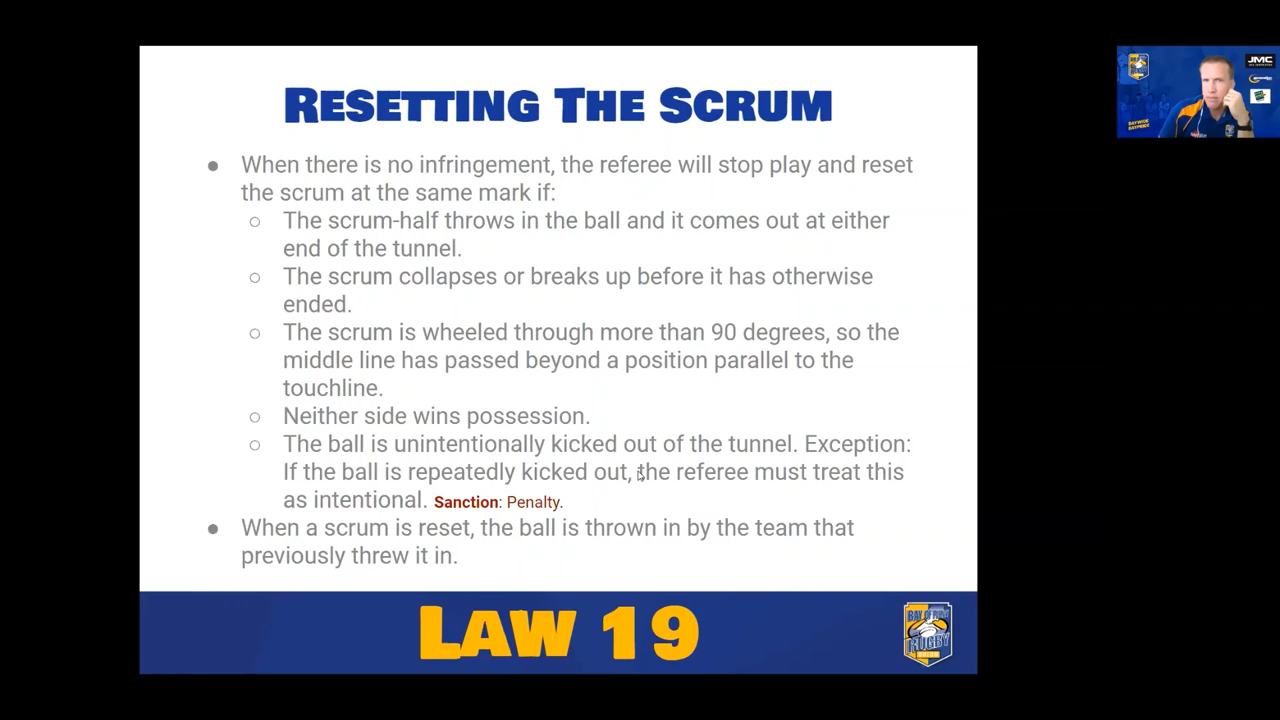 RESETTING THE SCRUM
● When there is no infringement, the referee will stop play and reset
the scrum at the same mark if:
○ The scrum-half throws in the ball and it comes out at either
end of the tunnel.
○ The scrum collapses or breaks up before it has otherwise
ended.
○ The scrum is wheeled through more than 90 degrees, so the
middle line has passed beyond a position parallel to the
touchline.
○ Neither side wins possession.
○ The ball is unintentionally kicked out of the tunnel. Exception:
If the ball is repeatedly kicked out, the referee must treat this
as intentional. Sanction: Penalty.
● When a scrum is reset, the ball is thrown in by the team that
previously threw it in.
LAW 19
RUGBY
JMC
BAYWIDE
BAYPRIDE